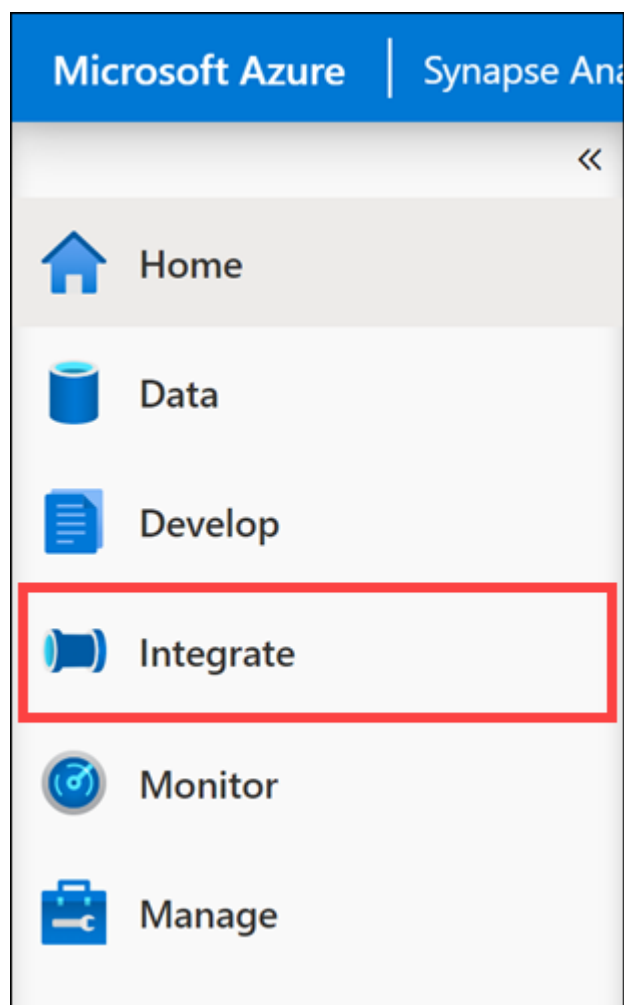 Microsoft Azure | Synapse Ana
«
Home
Data
Develop
Integrate
Monitor
Manage